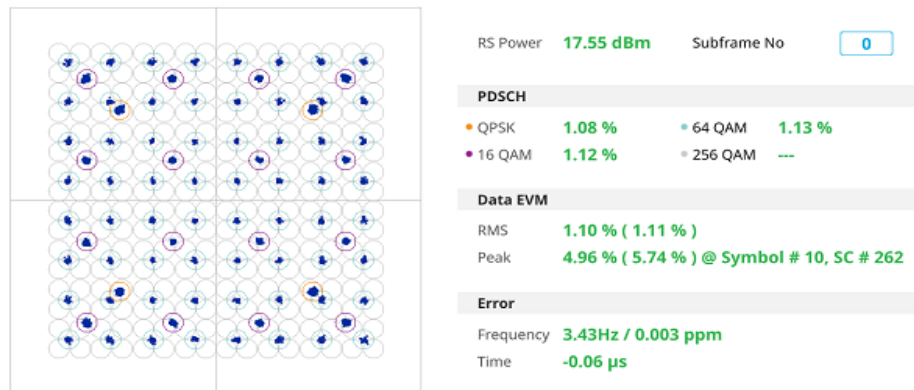 RS Power 17.55 dBm Subframe No 0
PDSCH
QPSK 1.08 % 64 QAM 1.13 %
16 QAM 1.12 % 256 QAM ---
Data EVM
RMS 1.10 % ( 1.11 % )
Peak 4.96 % ( 5.74 % ) @ Symbol # 10, SC # 262
Error
Frequency 3.43Hz / 0.003 ppm
Time -0.06 µs